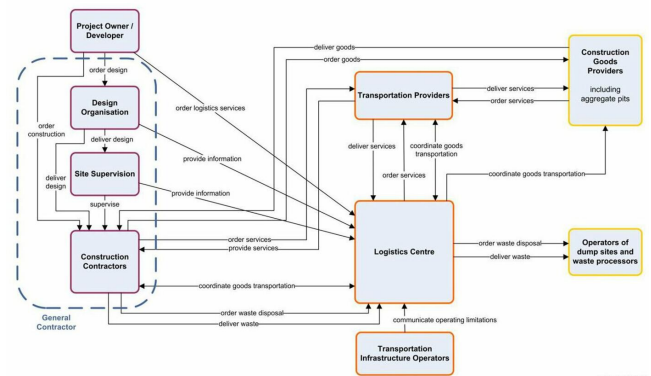 Project Owner /
Developer
deliver goods
order goods
Construction
Goods
Providers
including
aggregate pits
order design
Design
Organisation
order logistics services
Transportation Providers
deliver services
order services
order
construction
deliver design
provide information
deliver services
order services
coordinate goods
transportation
Site Supervision
deliver
design
provide information
coordinate goods transportation
supervise
Construction
Contractors
order services
provide services
Logistics Centre
order waste disposal
deliver waste
Operators of
dump sites and
waste processors
coordinate goods transportation
General
Contractor
order waste disposal
deliver waste
communicate operating limitations
Transportation
Infrastructure Operators